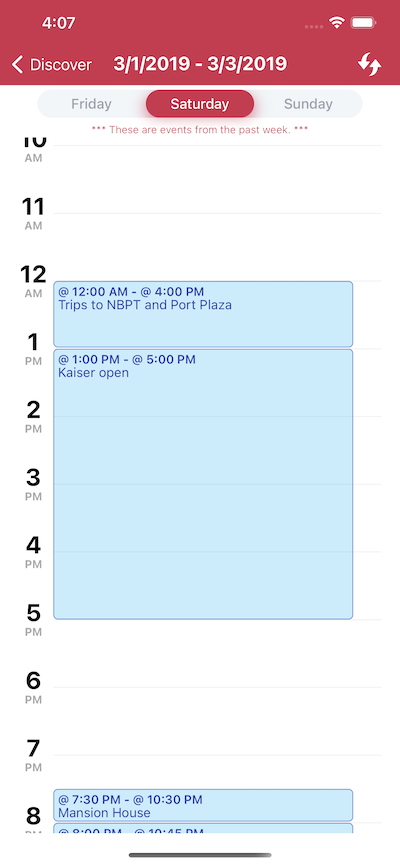 4:07
Discover
3/1/2019 - 3/3/2019
Friday
Saturday
Sunday
*** These are events from the past week. ***
10
AM
11
AM
12
AM
@ 12:00 AM - @ 4:00 PM
Trips to NBPT and Port Plaza
1
PM
@ 1:00 PM - @ 5:00 PM
Kaiser open
2
PM
3
PM
4
PM
5
PM
6
PM
7
PM
@ 7:30 PM - @ 10:30 PM
Mansion House
8
PM
@ 8:00 PM - @ 10:45 PM